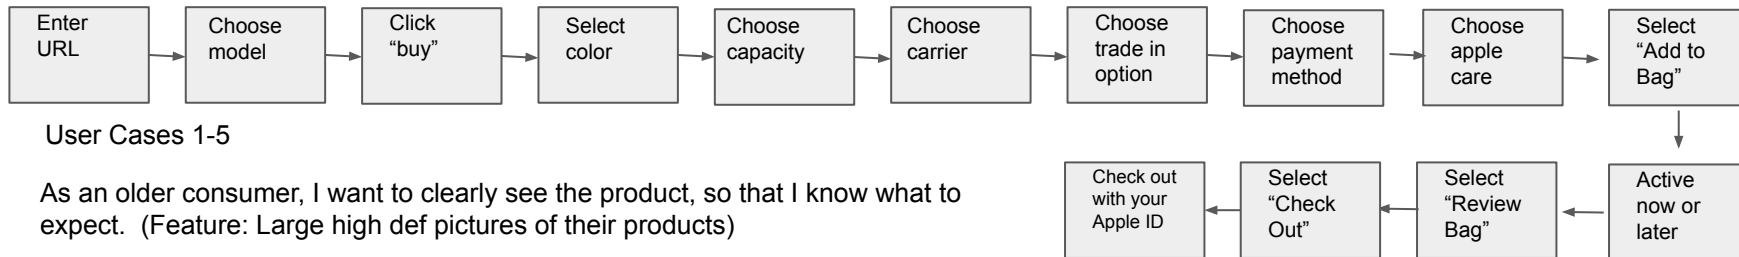 Enter
URL
Choose
model
Click
“buy”
Select
color
Choose
capacity
Choose
carrier
Choose
trade in
option
Choose
payment
method
Choose
apple
care
Select
“Add to
Bag”
User Cases 1-5
Check out
with your
Apple ID
Select
“Check
Out”
Select
“Review
Bag”
Active
now or
later
As an older consumer, I want to clearly see the product, so that I know what to
expect.  (Feature: Large high def pictures of their products)